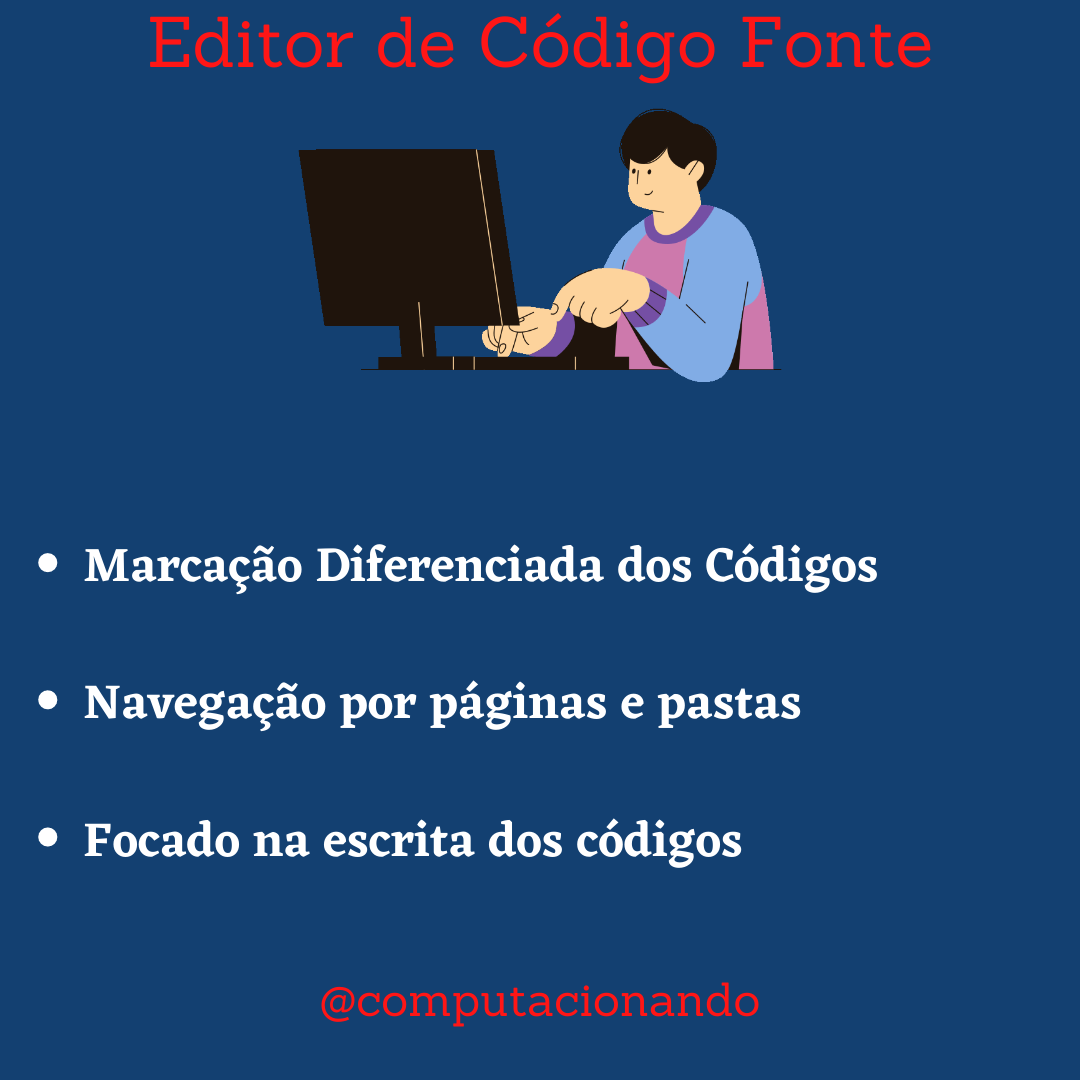 Editor de Código Fonte
• Marcação Diferenciada dos Códigos
• Navegação por páginas e pastas
• Focado na escrita dos códigos
@computacionando